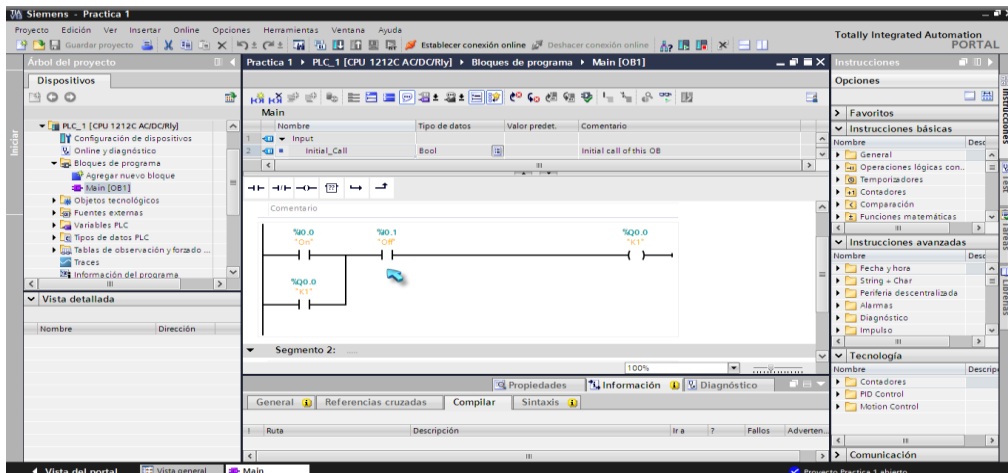 Siemens - Practica 1
Proyecto Edición Ver Insertar Online Opciones Herramientas Ventana Ayuda
Guardar proyecto
Establecer conexión online
Deshacer conexión online
Totally Integrated Automation
PORTAL
Árbol del proyecto
Dispositivos
Iniciar
PLC_1 [CPU 1212C AC/DC/Rly]
Configuración de dispositivos
Online y diagnóstico
Bloques de programa
Agregar nuevo bloque
Main [OB1]
Objetos tecnológicos
Fuentes externas
Variables PLC
Tipos de datos PLC
Tablas de observación y forzado ...
Traces
Información del programa
Vista detallada
Nombre Dirección
Practica 1 PLC_1 [CPU 1212C AC/DC/Rly] Bloques de programa Main [OB1]
Main
Nombre Tipo de datos Valor predet. Comentario
1 Input
2 Initial_Call Bool Initial call of this OB
Comentario
%I0.0 %I0.1 %Q0.0
"On" "Off" "K1"
%Q0.0
"K1"
Segmento 2:
100%
Propiedades Información Diagnóstico
General Referencias cruzadas Compilar Sintaxis
! Ruta Descripción Ir a ? Fallos Adverten...
Instrucciones
Opciones
Favoritos
Instrucciones básicas
Nombre Desc
General
Operaciones lógicas con..
Temporizadores
Contadores
Comparación
Funciones matemáticas
Instrucciones avanzadas
Nombre Desc
Fecha y hora
String + Char
Periferia descentralizada
Alarmas
Diagnóstico
Impulso
Tecnología
Nombre Descrip
Contadores
PID Control
Motion Control
Comunicación
Instrucciones
Test
Tareas
Librerías
Vista del portal Vista general Main
Proyecto Practica 1 abierto